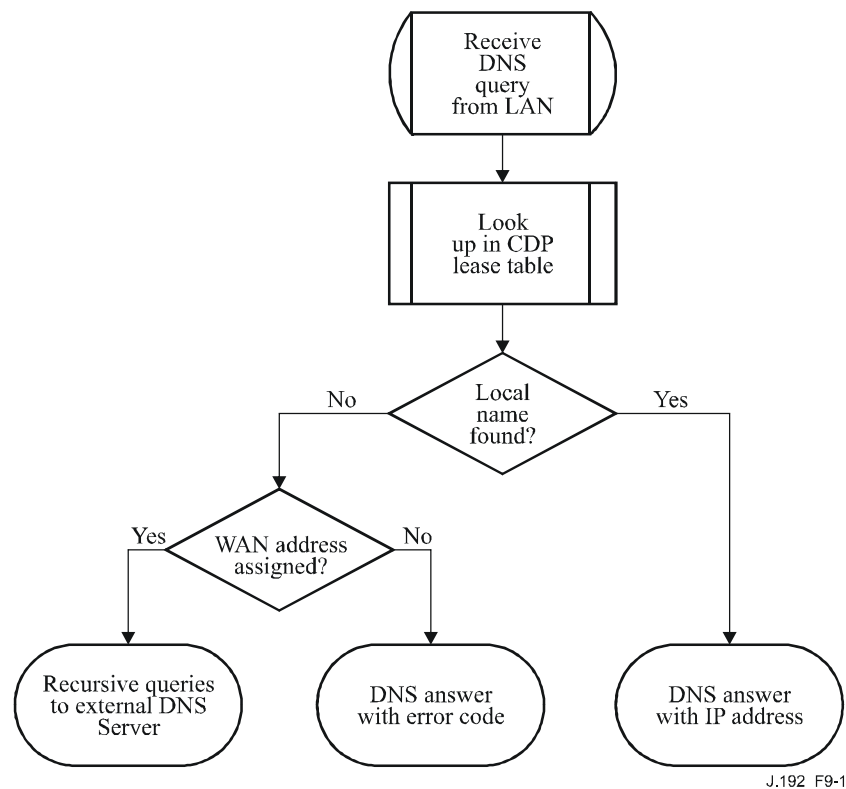 Receive
DNS
query
from LAN
Look
up in CDP
lease table
Local
name
found?
No
Yes
WAN address
assigned?
Yes
No
Recursive queries
to external DNS
Server
DNS answer
with error code
DNS answer
with IP address
J.192_F9-1